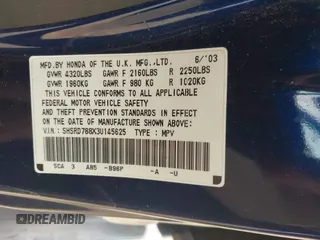 MFD.BY HONDA OF THE U.K. MFG.,LTD. 6/'03
GVWR 4320LBS GAWR F 2160LBS R 2250LBS
GVWR 1960KG GAWR F 980 KG R 1020KG
THIS VEHICLE CONFORMS TO ALL APPLICABLE
FEDERAL MOTOR VEHICLE SAFETY, BUMPER,
AND THEFT PREVENTION STANDARDS IN EFFECT
ON THE DATE OF MANUFACTURE SHOWN ABOVE.
V.I.N.: SHSRD788X3U145625 TYPE: MPV
SCA 3 AN5 -B96P -A -U
DREAMBID